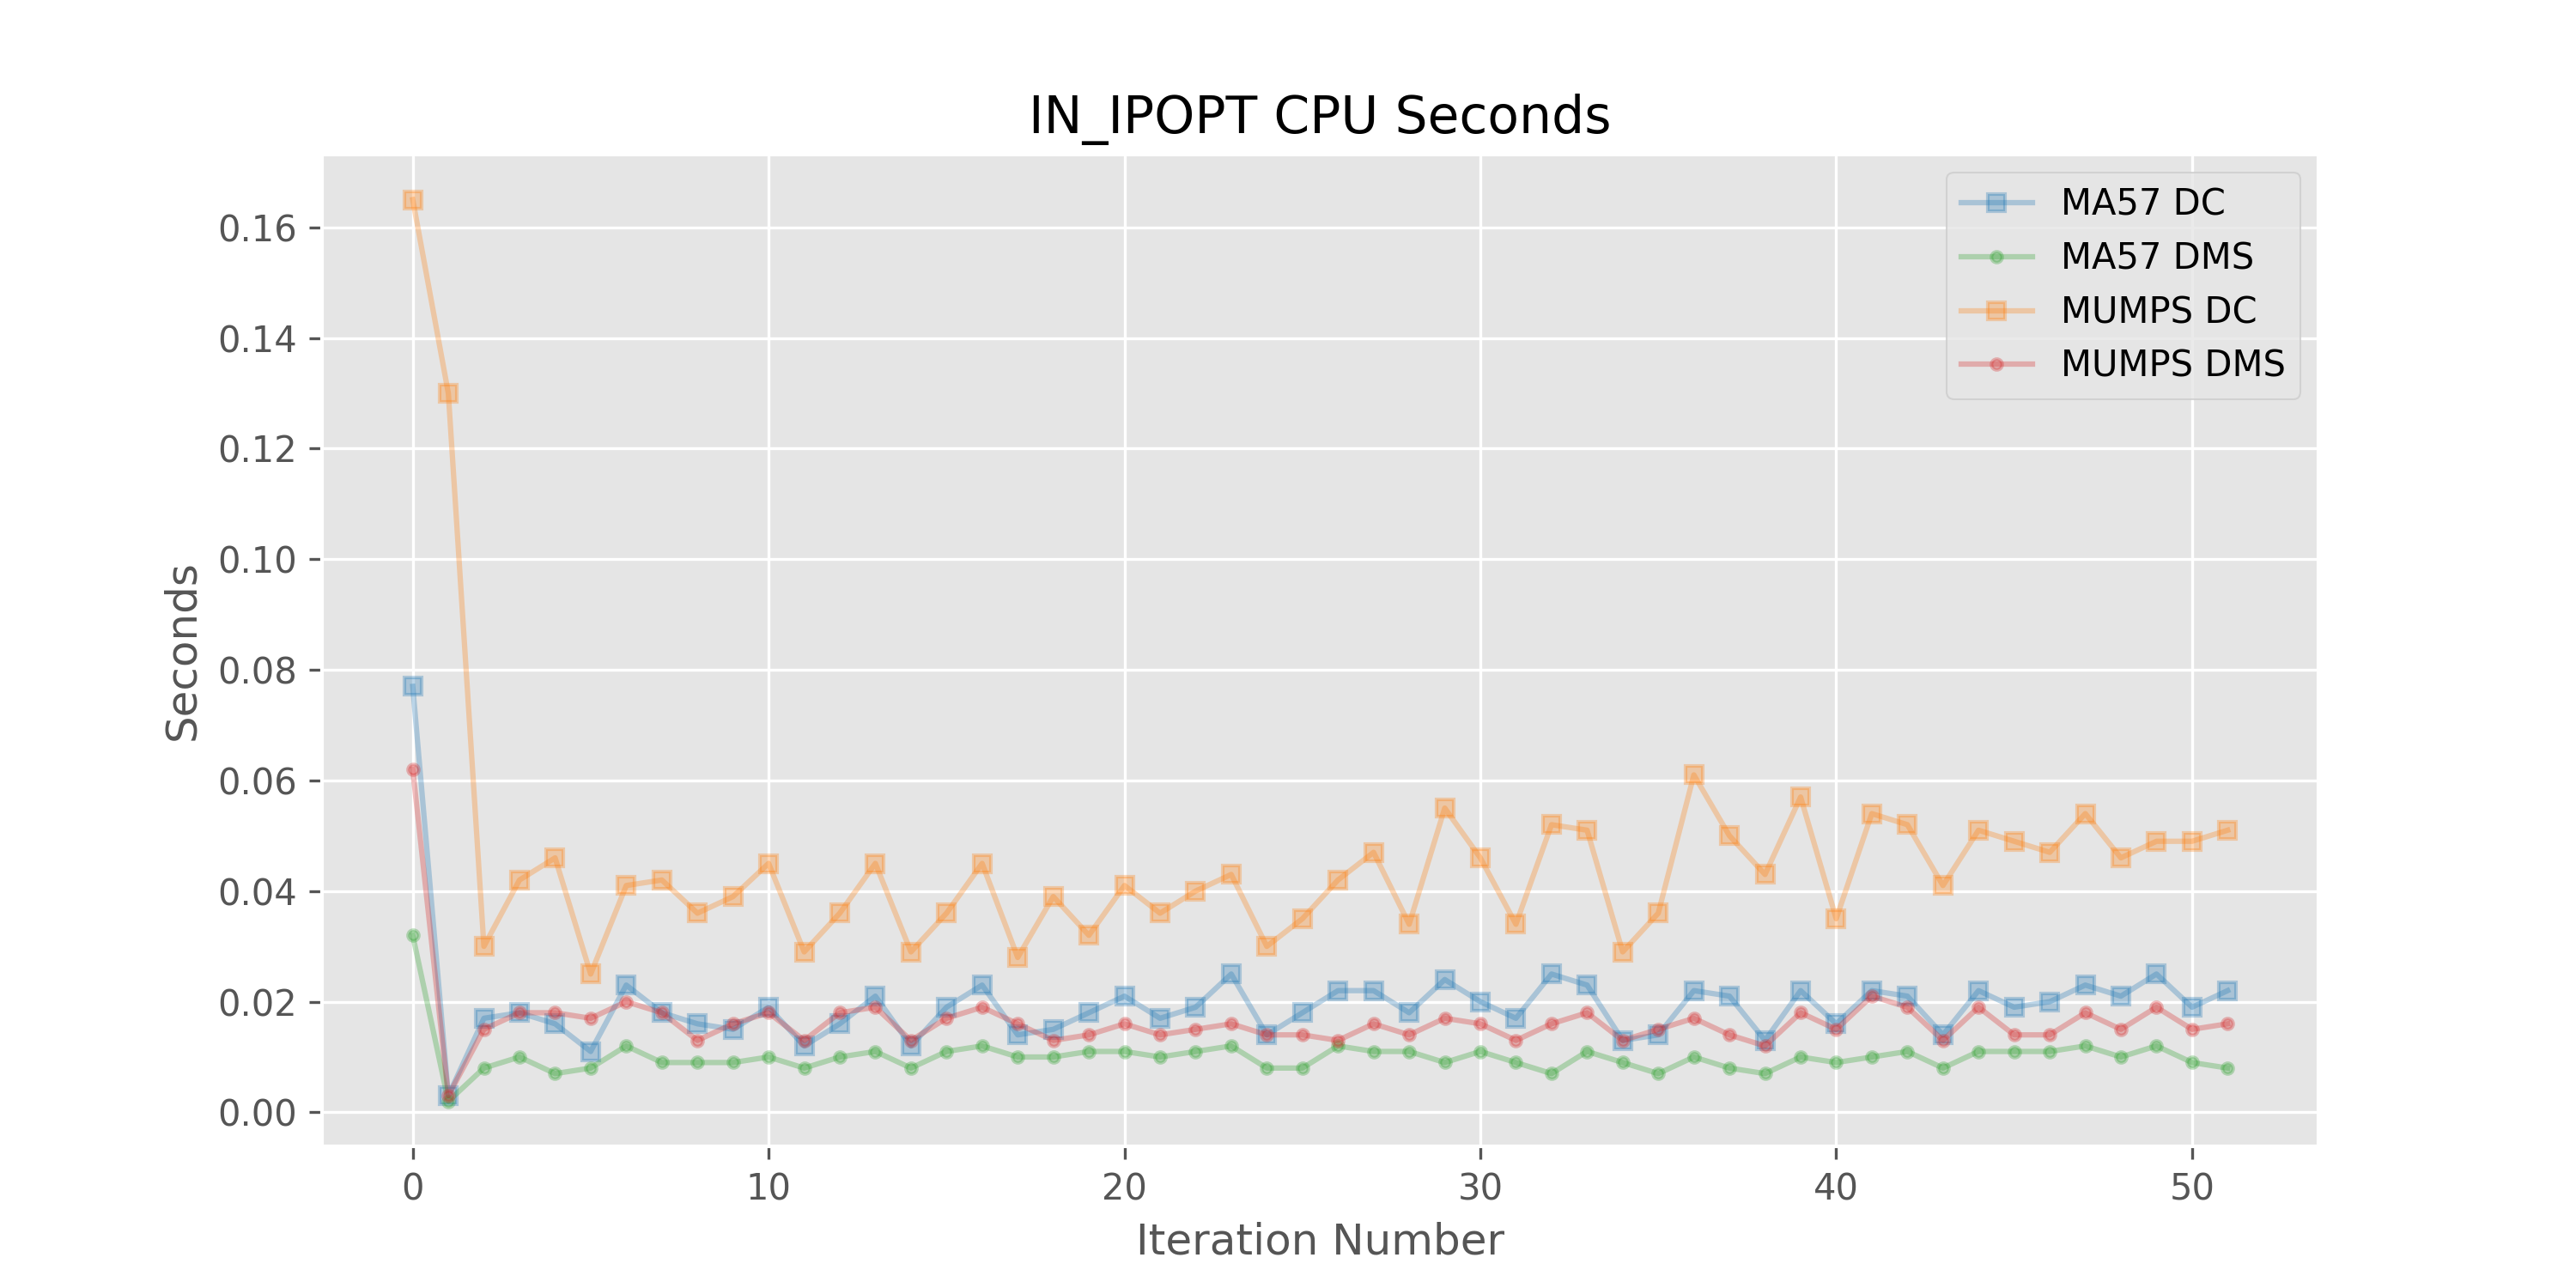 IN_IPOPT CPU Seconds
MA57 DC
MA57 DMS
MUMPS DC
MUMPS DMS
Seconds
0.16
0.14
0.12
0.10
0.08
0.06
0.04
0.02
0.00
0 10 20 30 40 50
Iteration Number